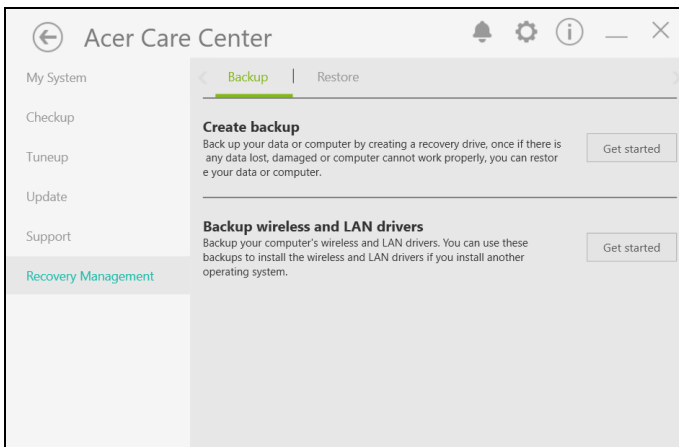 Acer Care Center
My System
Checkup
Tuneup
Update
Support
Recovery Management
Backup
Restore
Create backup
Back up your data or computer by creating a recovery drive, once if there is
any data lost, damaged or computer cannot work properly, you can restor
e your data or computer.
Get started
Backup wireless and LAN drivers
Backup your computer's wireless and LAN drivers. You can use these
backups to install the wireless and LAN drivers if you install another
operating system.
Get started